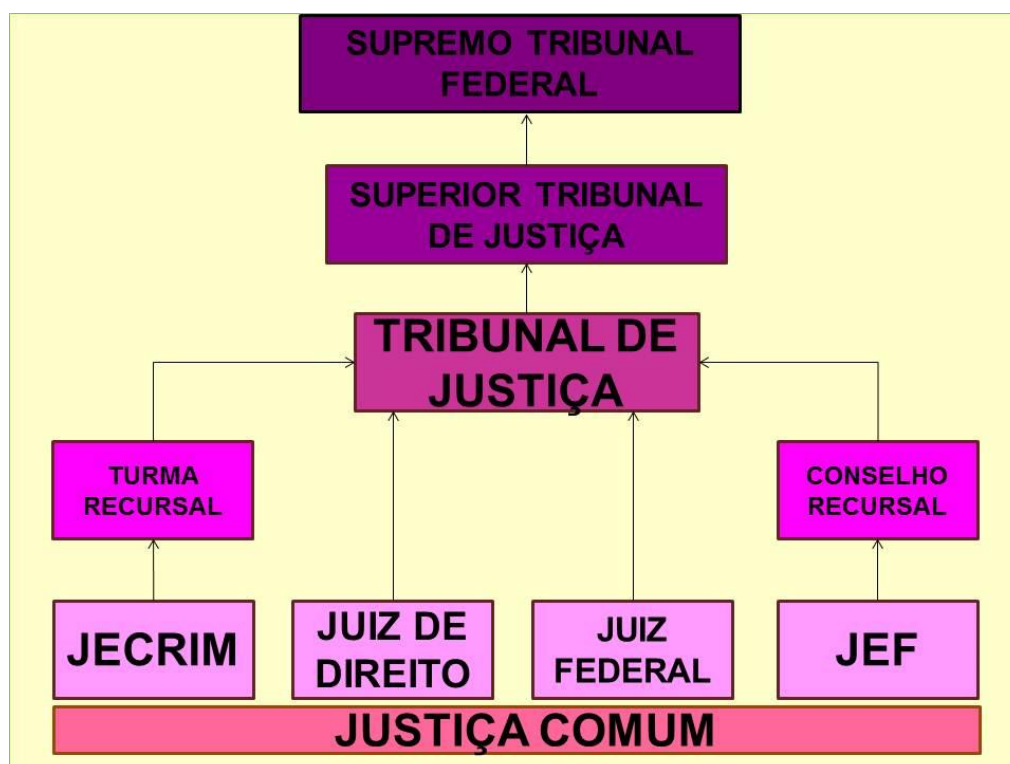 SUPREMO TRIBUNAL
FEDERAL
SUPERIOR TRIBUNAL
DE JUSTIÇA
TRIBUNAL DE
JUSTIÇA
TURMA
RECURSAL
CONSELHO
RECURSAL
JECRIM
JUIZ DE
DIREITO
JUIZ
FEDERAL
JEF
JUSTIÇA COMUM